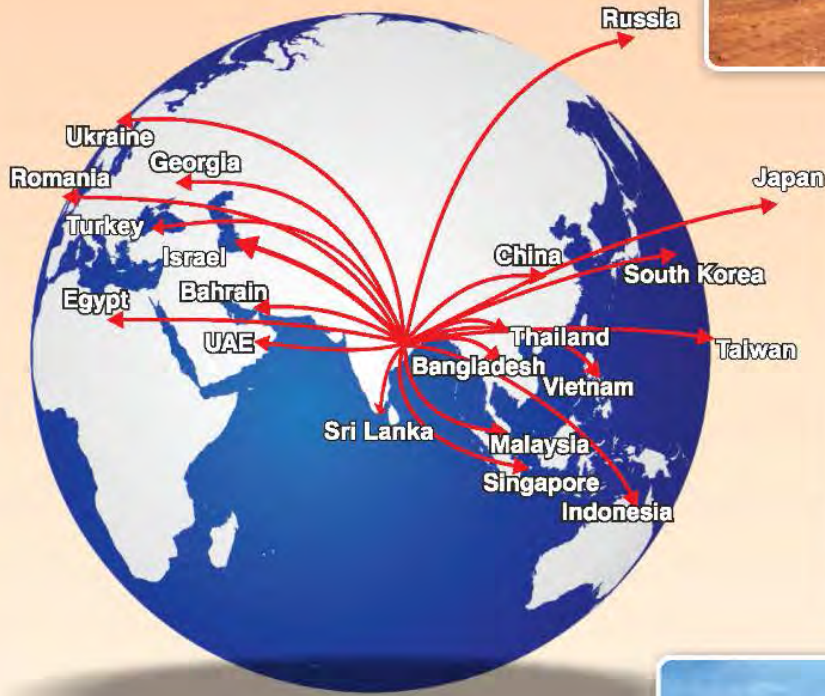 Russia
Ukraine
Georgia
Romania
Japan
Turkey
Israel
China
South Korea
Bahrain
Egypt
UAE
Thailand
Taiwan
Bangladesh
Vietnam
Sri Lanka
Malaysia
Singapore
Indonesia